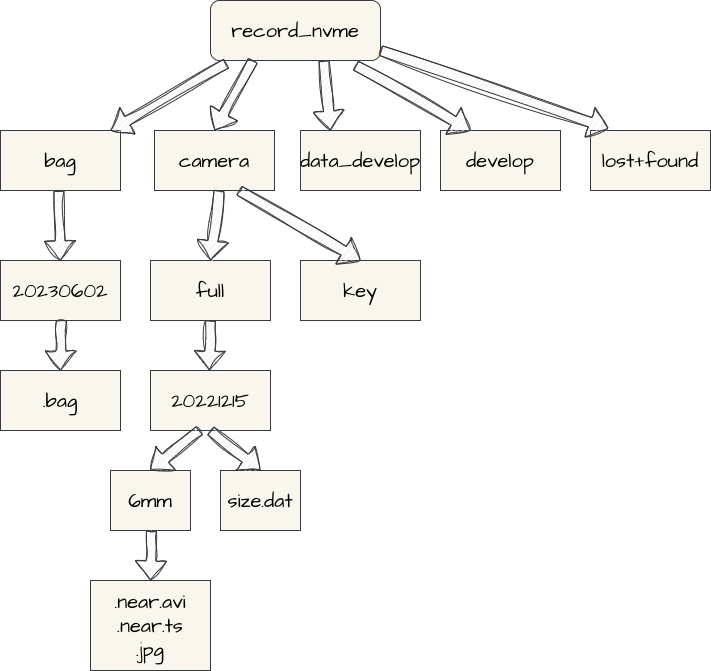 record_nvme
bag
camera
data_develop
develop
lost+found
20230602
full
key
.bag
20221215
6mm
size.dat
.near.avi
.near.ts
.jpg